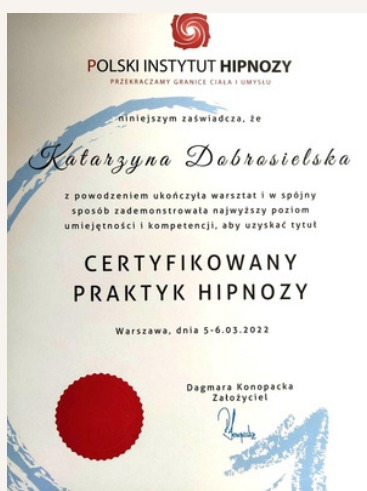 POLSKI INSTYTUT HIPNOZY
PRZEKRACZAMY GRANICE CIAŁA I UMYSŁU
niniejszym zaświadcza, że
Katarzyna Dobrosielska
z powodzeniem ukończyła warsztat i w spójny
sposób zademonstrowała najwyższy poziom
umiejętności i kompetencji, aby uzyskać tytuł
CERTYFIKOWANY
PRAKTYK HIPNOZY
Warszawa, dnia 5-6.03.2022
Dagmara Konopacka
Założyciel